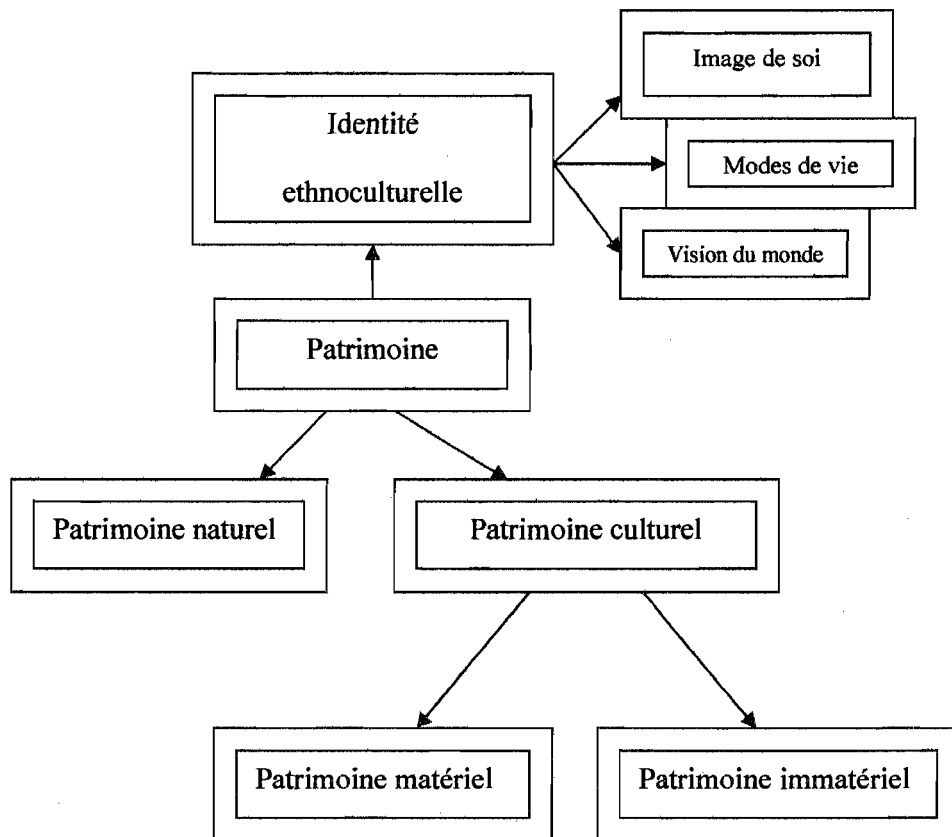 Image de soi
Identité
ethnoculturelle
Modes de vie
Vision du monde
Patrimoine
Patrimoine naturel
Patrimoine culturel
Patrimoine matériel
Patrimoine immatériel